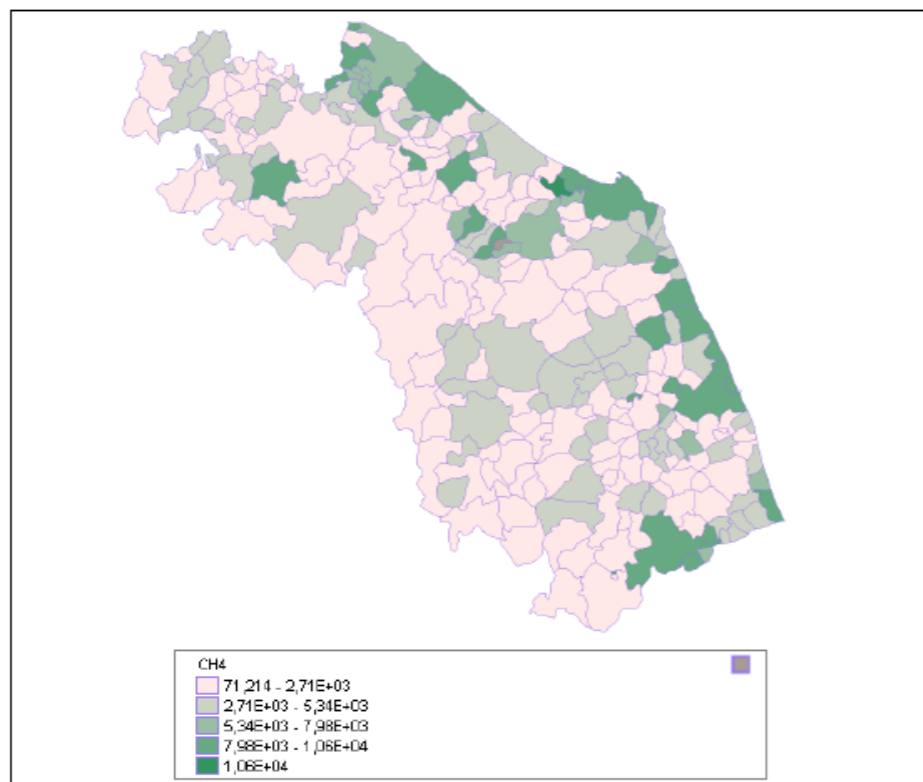 CH4
71,214 - 2,71E+03
2,71E+03 - 5,34E+03
5,34E+03 - 7,98E+03
7,98E+03 - 1,06E+04
1,06E+04